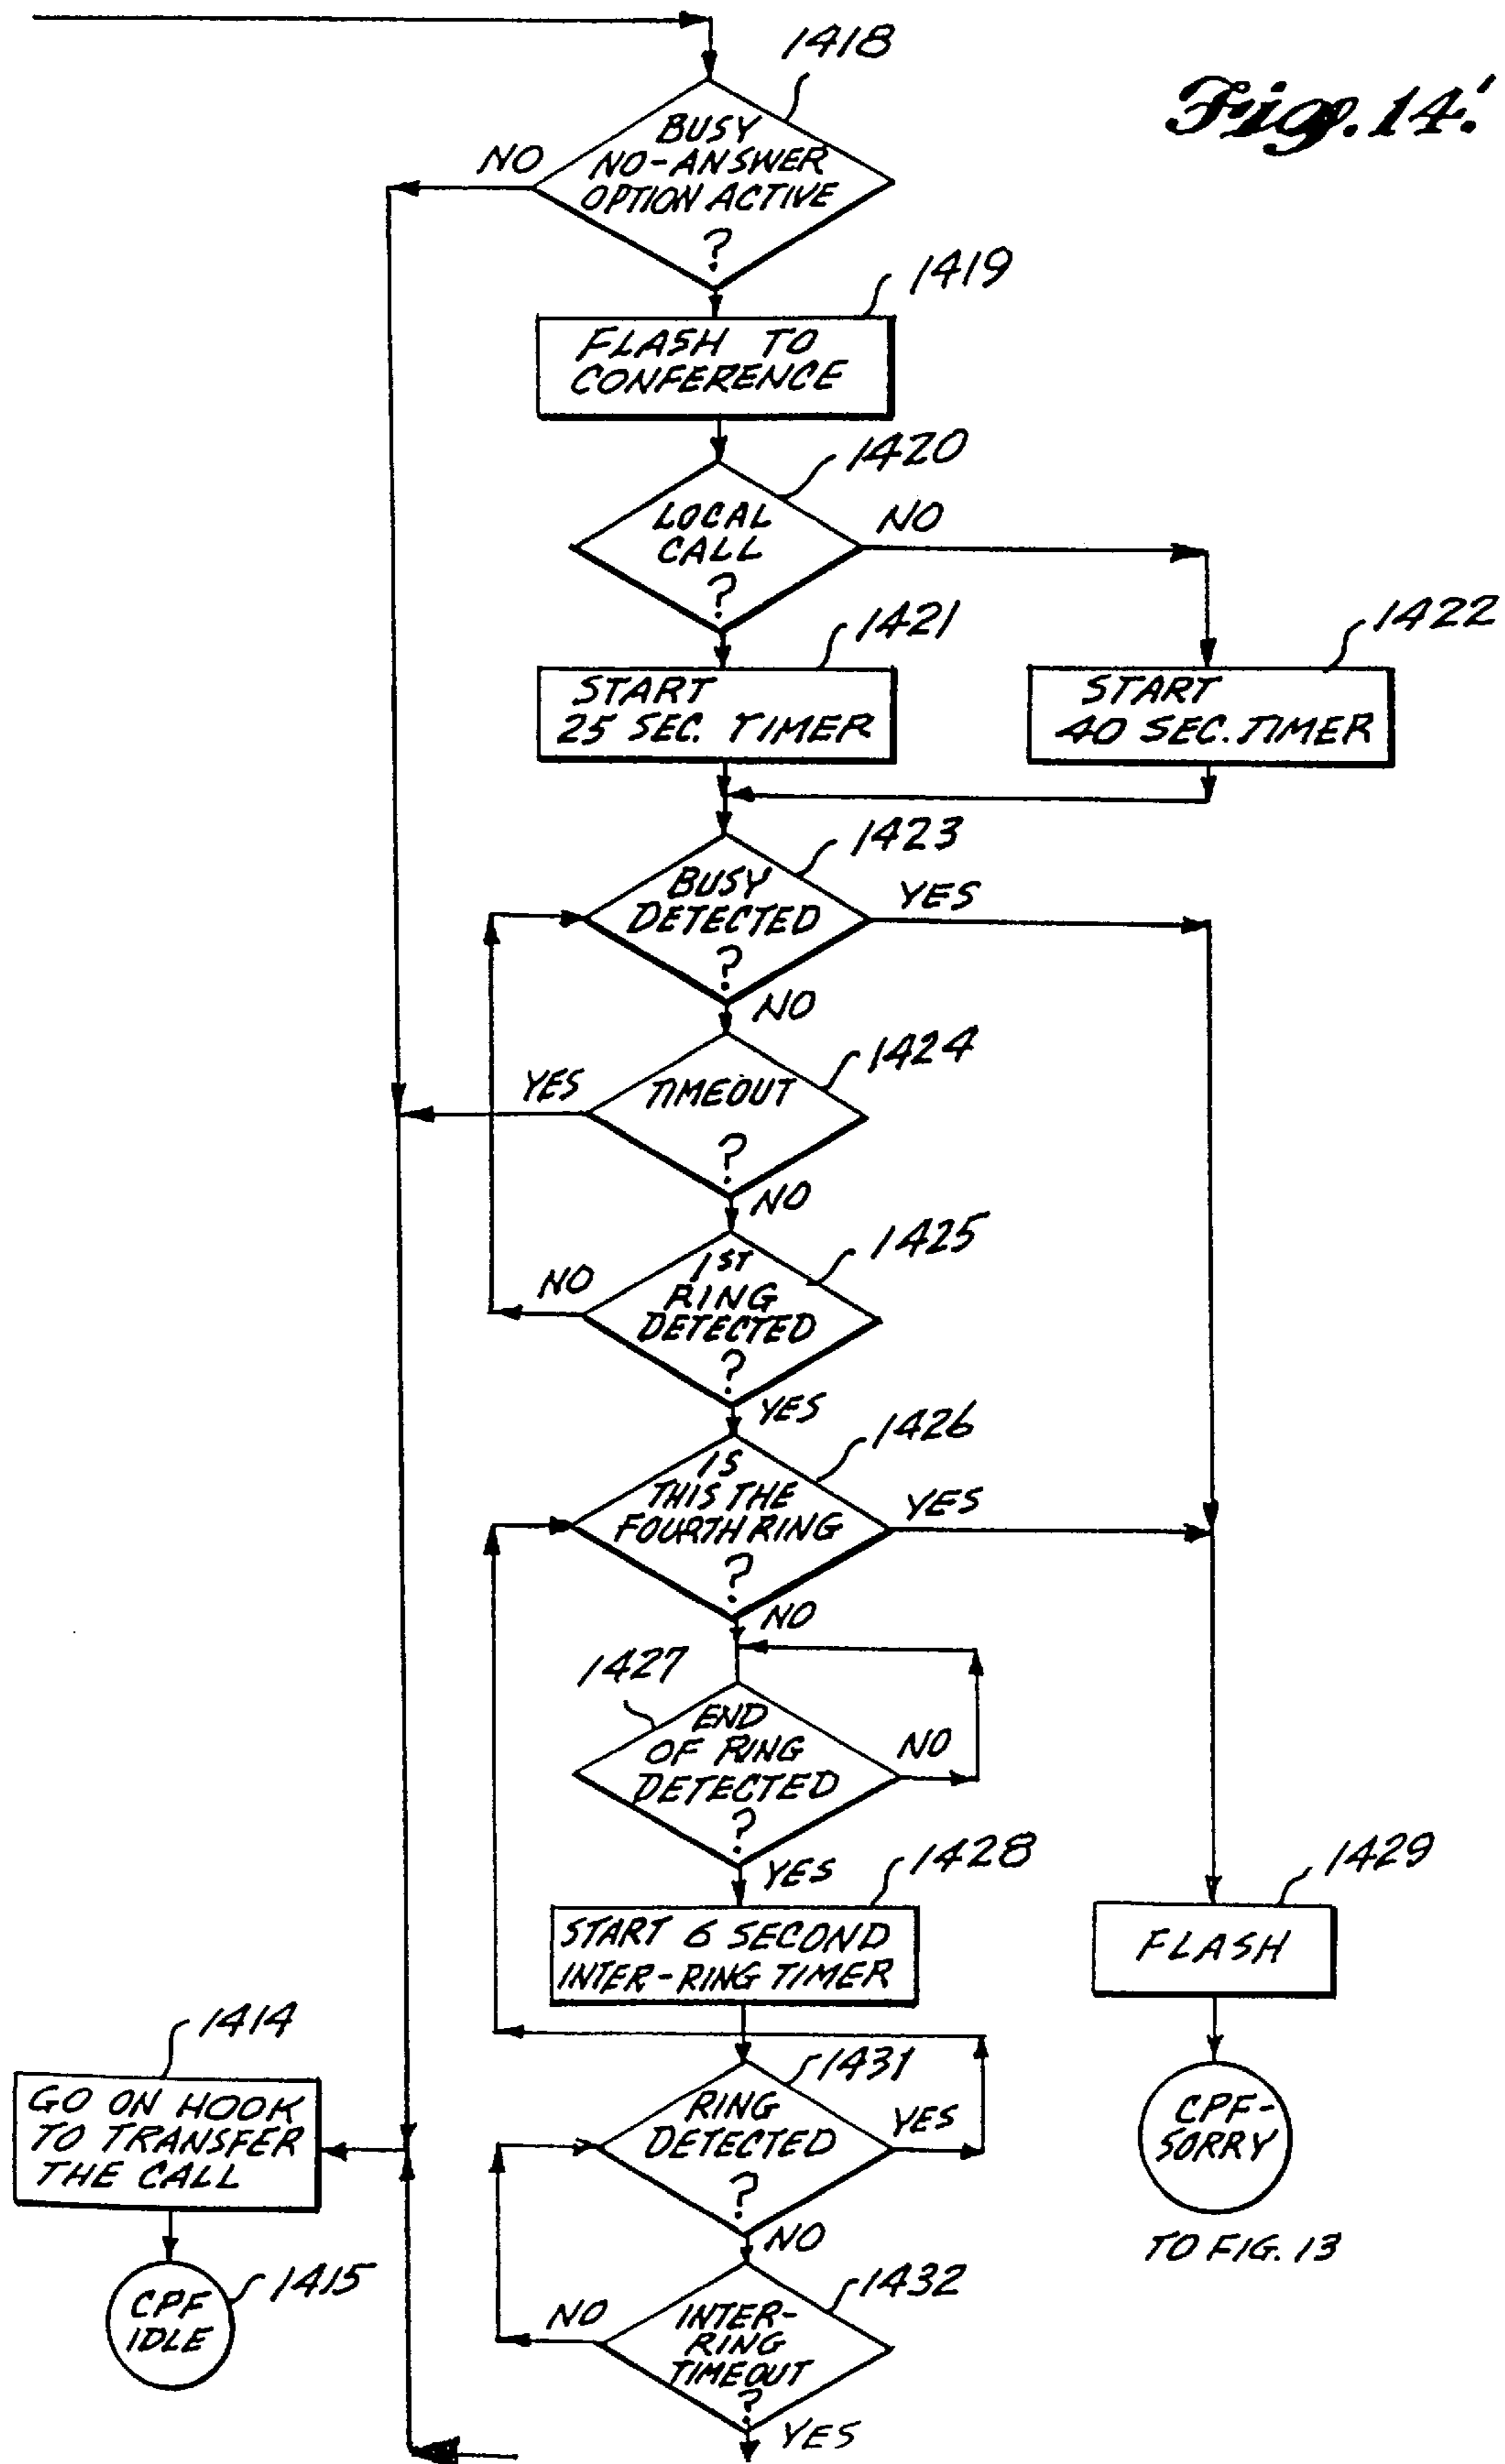 1418
Fig. 14'
BUSY
NO-ANSWER
OPTION ACTIVE
?
NO
1419
FLASH TO
CONFERENCE
1420
LOCAL
CALL
?
NO
1421
START
25 SEC. TIMER
1422
START
40 SEC. TIMER
1423
BUSY
DETECTED
?
YES
NO
1424
TIMEOUT
?
YES
NO
1425
1ST
RING
DETECTED
?
NO
YES
1426
IS
THIS THE
FOURTH RING
?
YES
NO
1427
END
OF RING
DETECTED
?
NO
YES
1428
START 6 SECOND
INTER-RING TIMER
1429
FLASH
1414
GO ON HOOK
TO TRANSFER
THE CALL
1431
RING
DETECTED
?
YES
NO
CPF-
SORRY
TO FIG. 13
1415
CPF
IDLE
1432
INTER-
RING
TIMEOUT
?
NO
YES